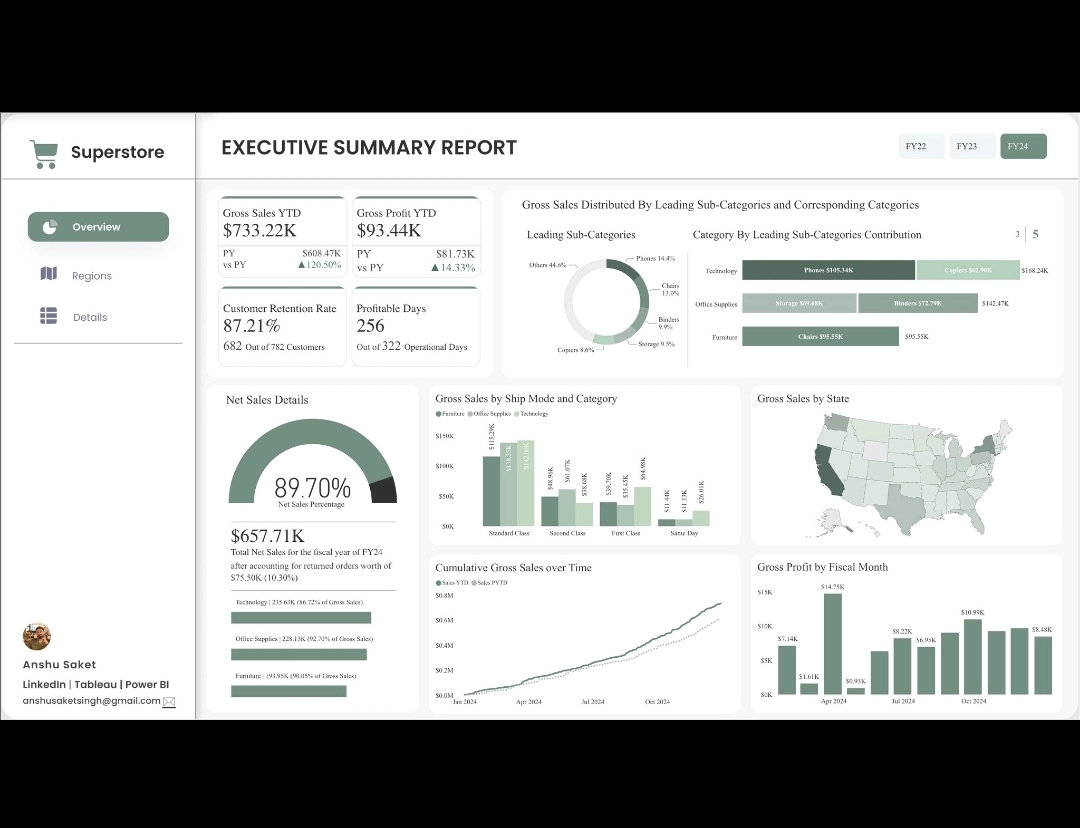 Superstore
EXECUTIVE SUMMARY REPORT
FY22
FY23
FY24
Overview
Regions
Details
Gross Sales YTD
$733.22K
PY $608.47K
vs PY ▲120.50%
Gross Profit YTD
$93.44K
PY $81.73K
vs PY ▲14.33%
Customer Retention Rate
87.21%
682 Out of 782 Customers
Profitable Days
256
Out of 322 Operational Days
Gross Sales Distributed By Leading Sub-Categories and Corresponding Categories
Leading Sub-Categories
Others 44.6%
Phones 14.4%
Chairs
13.0%
Binders
9.9%
Storage 9.5%
Copiers 8.6%
Category By Leading Sub-Categories Contribution
3 | 5
Technology Phones $105.34K Copiers $62.90K $168.24K
Office Supplies Storage $69.68K Binders $72.79K $142.47K
Furniture Chairs $95.55K $95.55K
Net Sales Details
89.70%
Net Sales Percentage
$657.71K
Total Net Sales for the fiscal year of FY24
after accounting for returned orders worth of
$75.50K (10.30%)
Technology | 235.63K (86.72% of Gross Sales)
Office Supplies | 228.13K (92.70% of Gross Sales)
Furniture | 193.95K (90.05% of Gross Sales)
Gross Sales by Ship Mode and Category
Furniture Office Supplies Technology
$150K
$100K
$50K
$0K
$115.29K
$138.25K
$48.98K
$61.07K
$38.68K
$39.70K
$35.45K
$64.98K
$11.44K
$11.33K
$26.01K
Standard Class
Second Class
First Class
Same Day
Cumulative Gross Sales over Time
Sales YTD Sales PYTD
$0.8M
$0.6M
$0.4M
$0.2M
$0.0M
Jan 2024
Apr 2024
Jul 2024
Oct 2024
Gross Sales by State
Gross Profit by Fiscal Month
$15K
$10K
$5K
$0K
$7.14K
$1.61K
$14.75K
$0.93K
$8.22K
$6.95K
$10.99K
$8.48K
Apr 2024
Jul 2024
Oct 2024
Anshu Saket
LinkedIn | Tableau | Power BI
anshusaketsingh@gmail.com